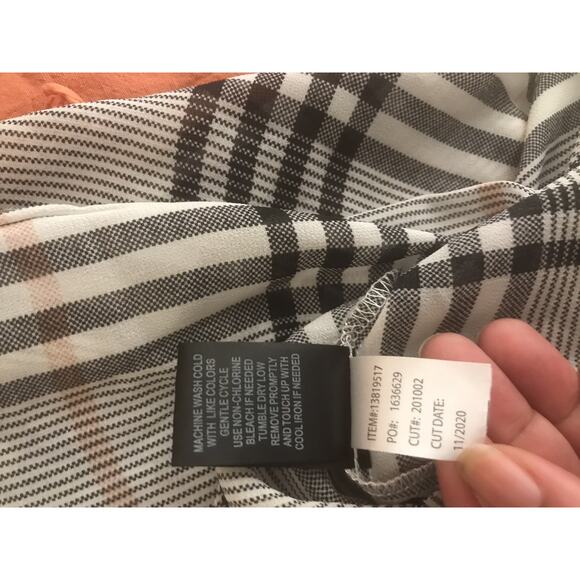 MACHINE WASH COLD
WITH LIKE COLORS
GENTLE CYCLE
USE NON-CHLORINE
BLEACH IF NEEDED
TUMBLE DRY LOW
REMOVE PROMPTLY
AND TOUCH UP WITH
COOL IRON IF NEEDED
ITEM#:13819517
PO#: 1636629
CUT#: 201002
CUT DATE:
11/2020